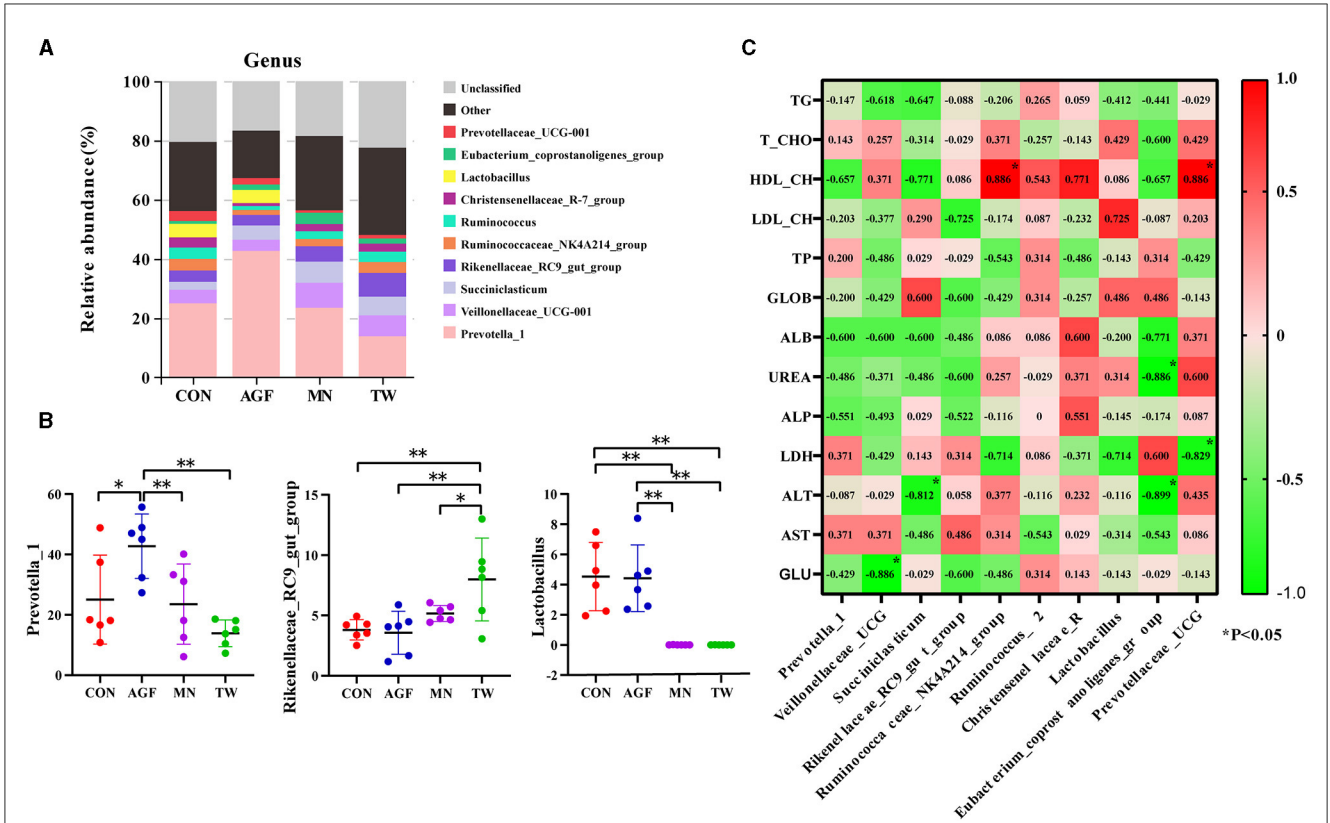 A
Genus
Relative abundance(%)
100
80
60
40
20
0
CON AGF MN TW
Unclassified
Other
Prevotellaceae_UCG-001
Eubacterium_coprostanoligenes_group
Lactobacillus
Christensenellaceae_R-7_group
Ruminococcus
Ruminococcaceae_NK4A214_group
Rikenellaceae_RC9_gut_group
Succiniclasticum
Veillonellaceae_UCG-001
Prevotella_1
B
Prevotella_1
60
40
20
0
* ** **
CON AGF MN TW
Rikenellaceae_RC9_gut_group
15
10
5
0
**
**
*
CON AGF MN TW
Lactobacillus
10
8
6
4
2
0
-2
**
**
**
**
CON AGF MN TW
C
TG -0.147 -0.618 -0.647 -0.088 -0.206 0.265 0.059 -0.412 -0.441 -0.029
T_CHO 0.143 0.257 -0.314 -0.029 0.371 -0.257 -0.143 0.429 -0.600 0.429
HDL_CH -0.657 0.371 -0.771 0.086 0.886* 0.543 0.771 0.086 -0.657 0.886*
LDL_CH -0.203 -0.377 0.290 -0.725 -0.174 0.087 -0.232 0.725 -0.087 0.203
TP 0.200 -0.486 0.029 -0.029 -0.543 0.314 -0.486 -0.143 0.314 -0.429
GLOB -0.200 -0.429 0.600 -0.600 -0.429 0.314 -0.257 0.486 0.486 -0.143
ALB -0.600 -0.600 -0.600 -0.486 0.086 0.086 0.600 -0.200 -0.771 0.371
UREA -0.486 -0.371 -0.486 -0.600 0.257 -0.029 0.371 0.314 -0.886* 0.600
ALP -0.551 -0.493 0.029 -0.522 -0.116 0 0.551 -0.145 -0.174 0.087
LDH 0.371 -0.429 0.143 0.314 -0.714 0.086 -0.371 -0.714 0.600 -0.829*
ALT -0.087 -0.029 -0.812* 0.058 0.377 -0.116 0.232 -0.116 -0.899* 0.435
AST 0.371 0.371 -0.486 0.486 0.314 -0.543 0.029 -0.314 -0.543 0.086
GLU -0.429 -0.886* -0.029 -0.600 -0.486 0.314 0.143 -0.143 -0.029 -0.143
Prevotella_1
Veillonellaceae_UCG
Succiniclasticum
Rikenel lace ae_RC9_gu t_group
Ruminococca ceae_NK4A214_group
Ruminococcus_ 2
Christensenel laceae_R
Lactobacillus
Eubact erium_coprost ano ligenes_gr oup
Prevotellaceae_UCG
1.0
0.5
0
-0.5
-1.0
*P<0.05